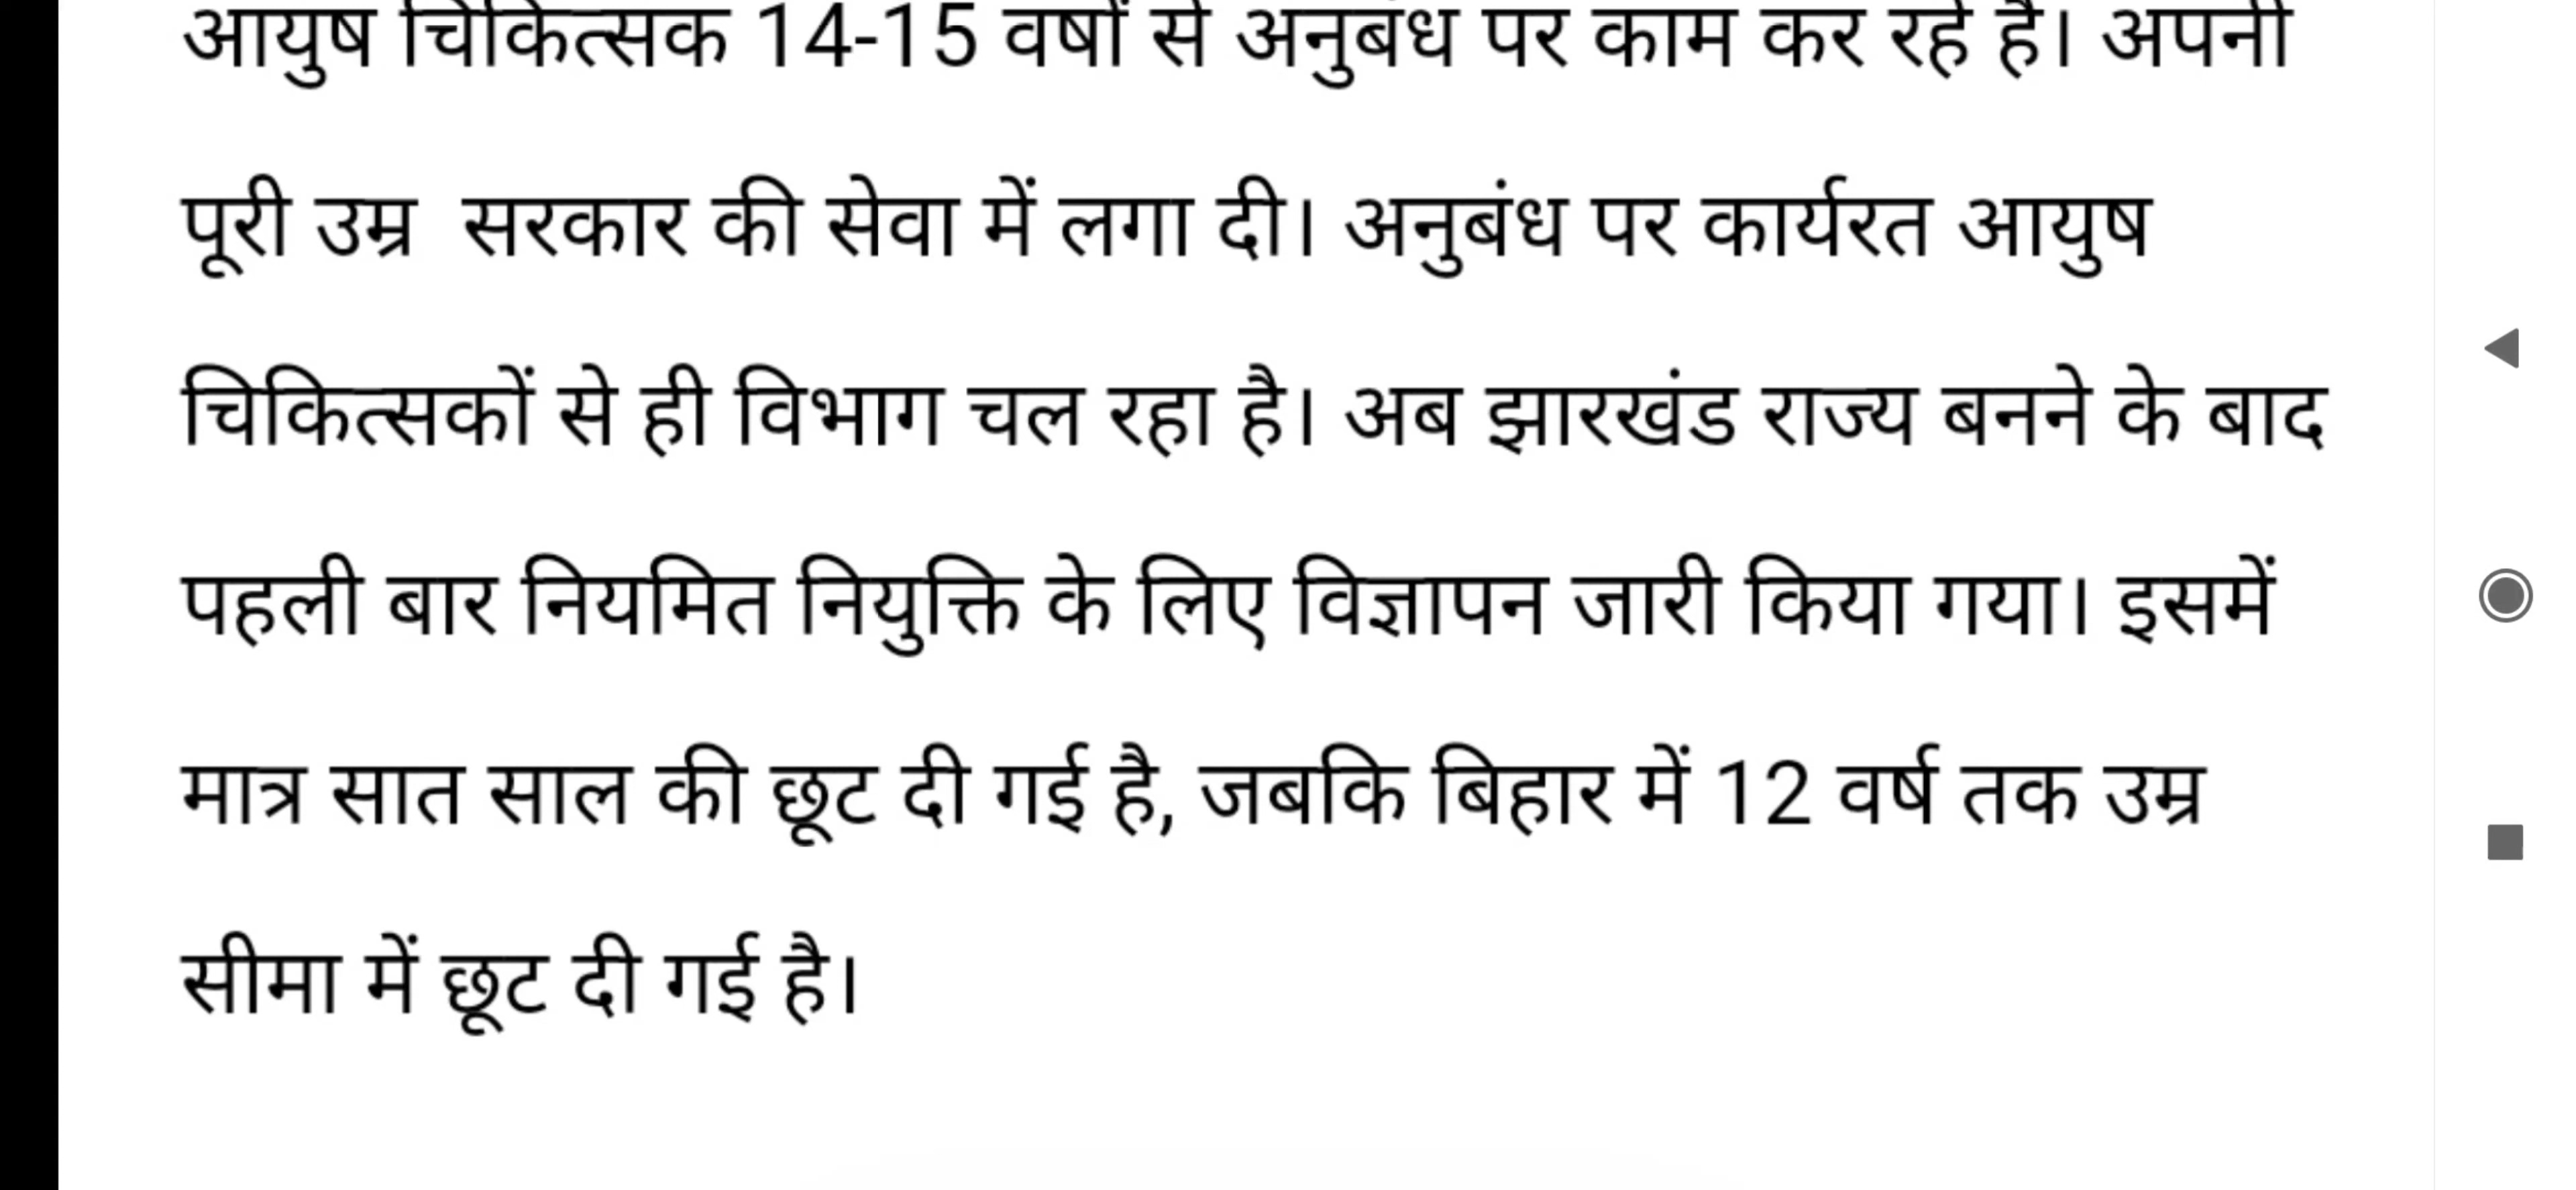 आयुष चिकित्सक 14-15 वर्षों से अनुबंध पर काम कर रहे हैं। अपनी
पूरी उम्र सरकार की सेवा में लगा दी। अनुबंध पर कार्यरत आयुष
चिकित्सकों से ही विभाग चल रहा है। अब झारखंड राज्य बनने के बाद
पहली बार नियमित नियुक्ति के लिए विज्ञापन जारी किया गया। इसमें
मात्र सात साल की छूट दी गई है, जबकि बिहार में 12 वर्ष तक उम्र
सीमा में छूट दी गई है।